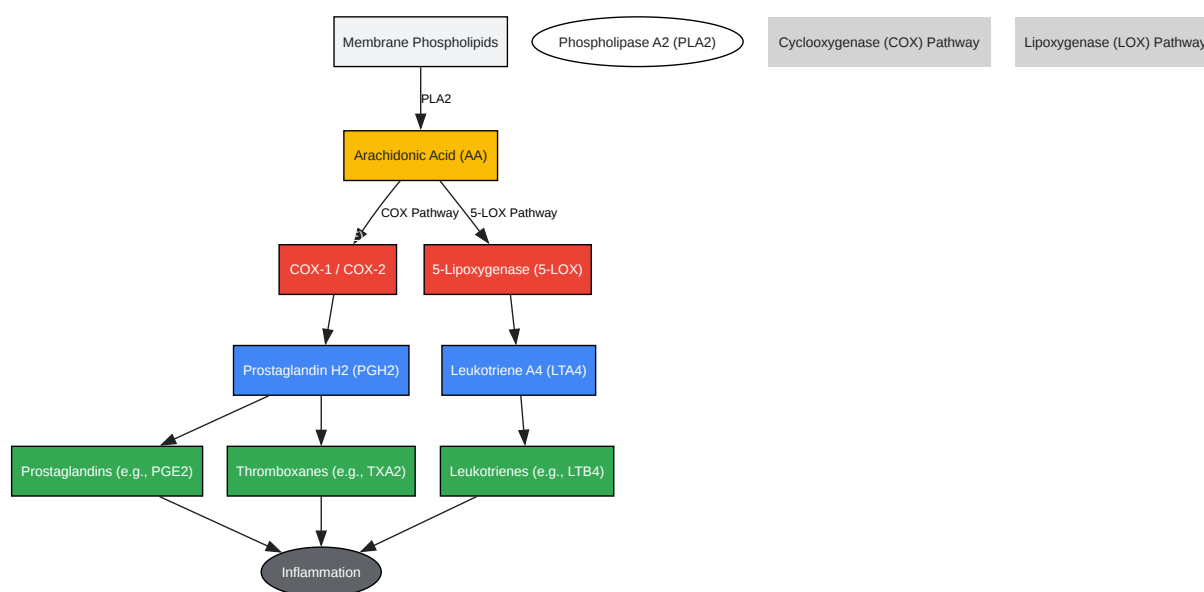 Membrane Phospholipids
Phospholipase A2 (PLA2)
Cyclooxygenase (COX) Pathway
Lipoxygenase (LOX) Pathway
PLA2
Arachidonic Acid (AA)
COX Pathway
5-LOX Pathway
COX-1 / COX-2
5-Lipoxygenase (5-LOX)
Prostaglandin H2 (PGH2)
Leukotriene A4 (LTA4)
Prostaglandins (e.g., PGE2)
Thromboxanes (e.g., TXA2)
Leukotrienes (e.g., LTB4)
Inflammation